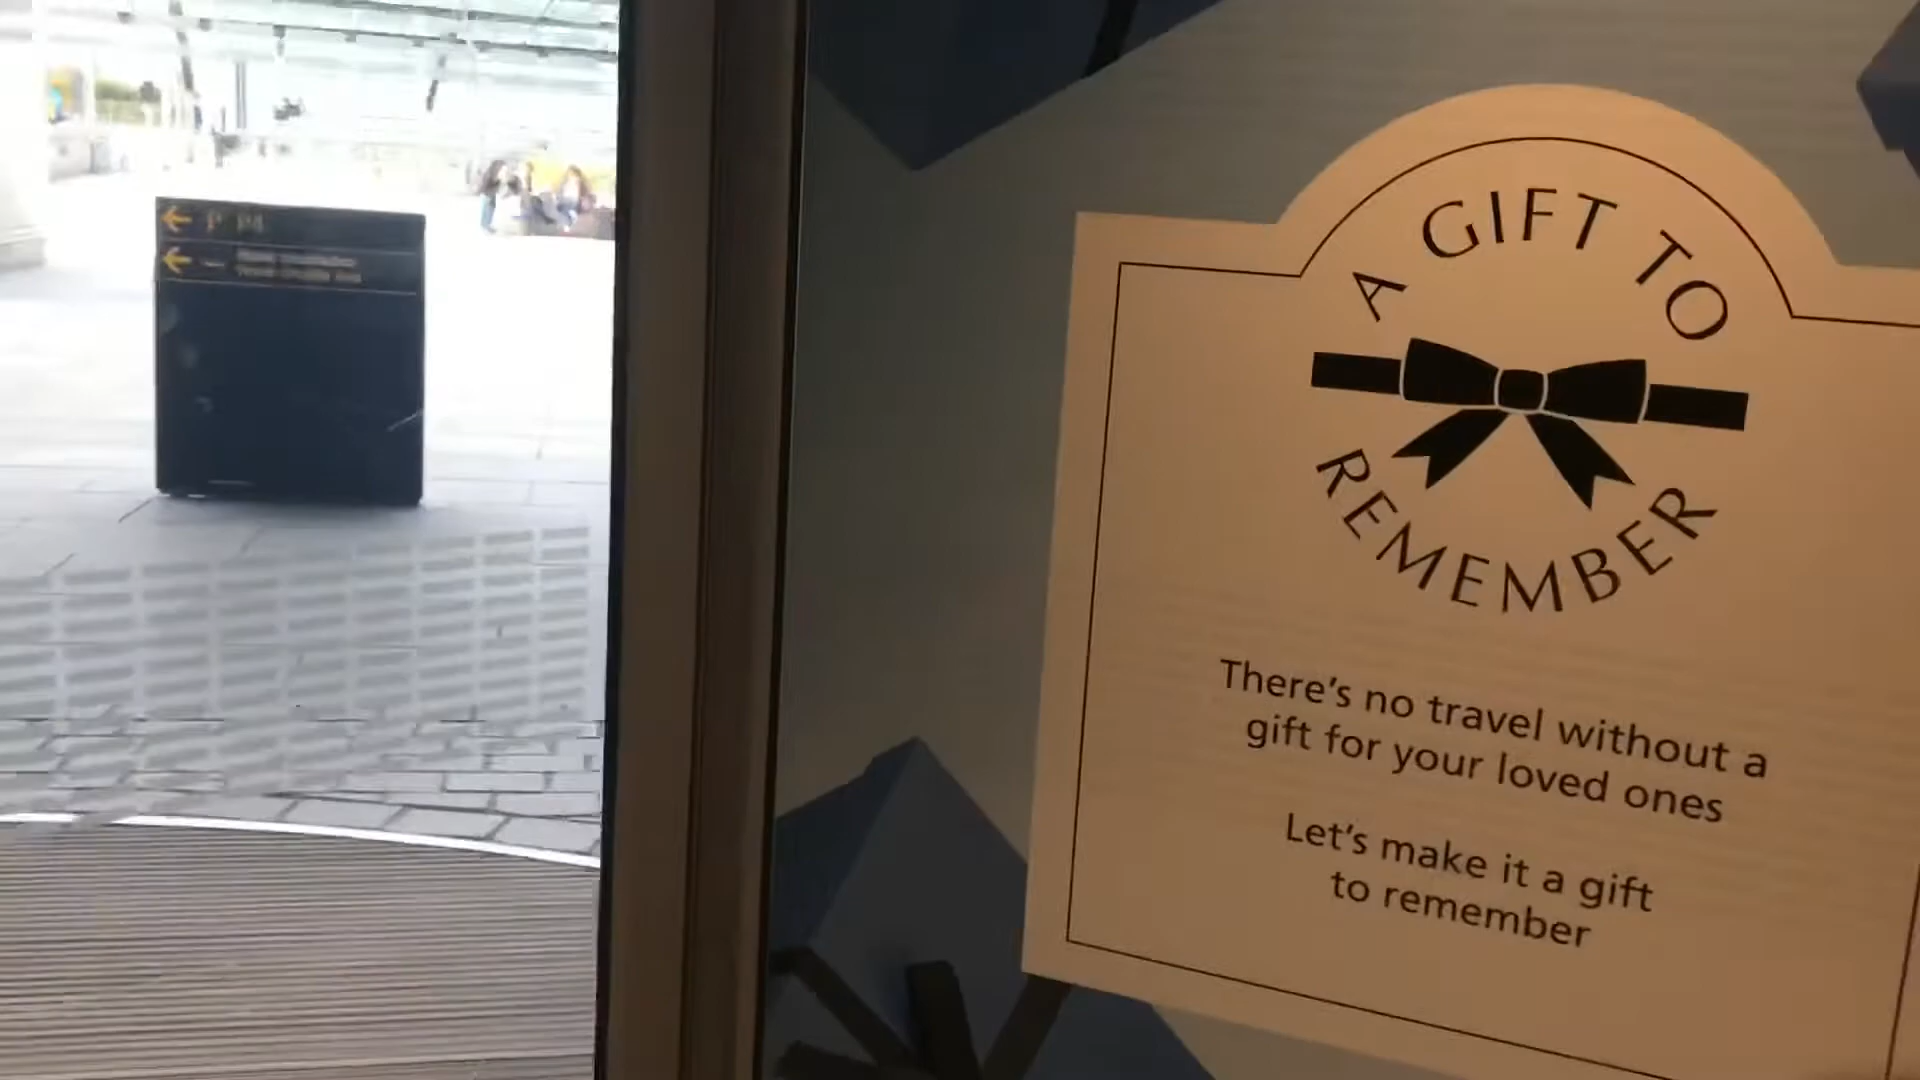 A GIFT TO
REMEMBER
There's no travel without a
gift for your loved ones
Let's make it a gift
to remember